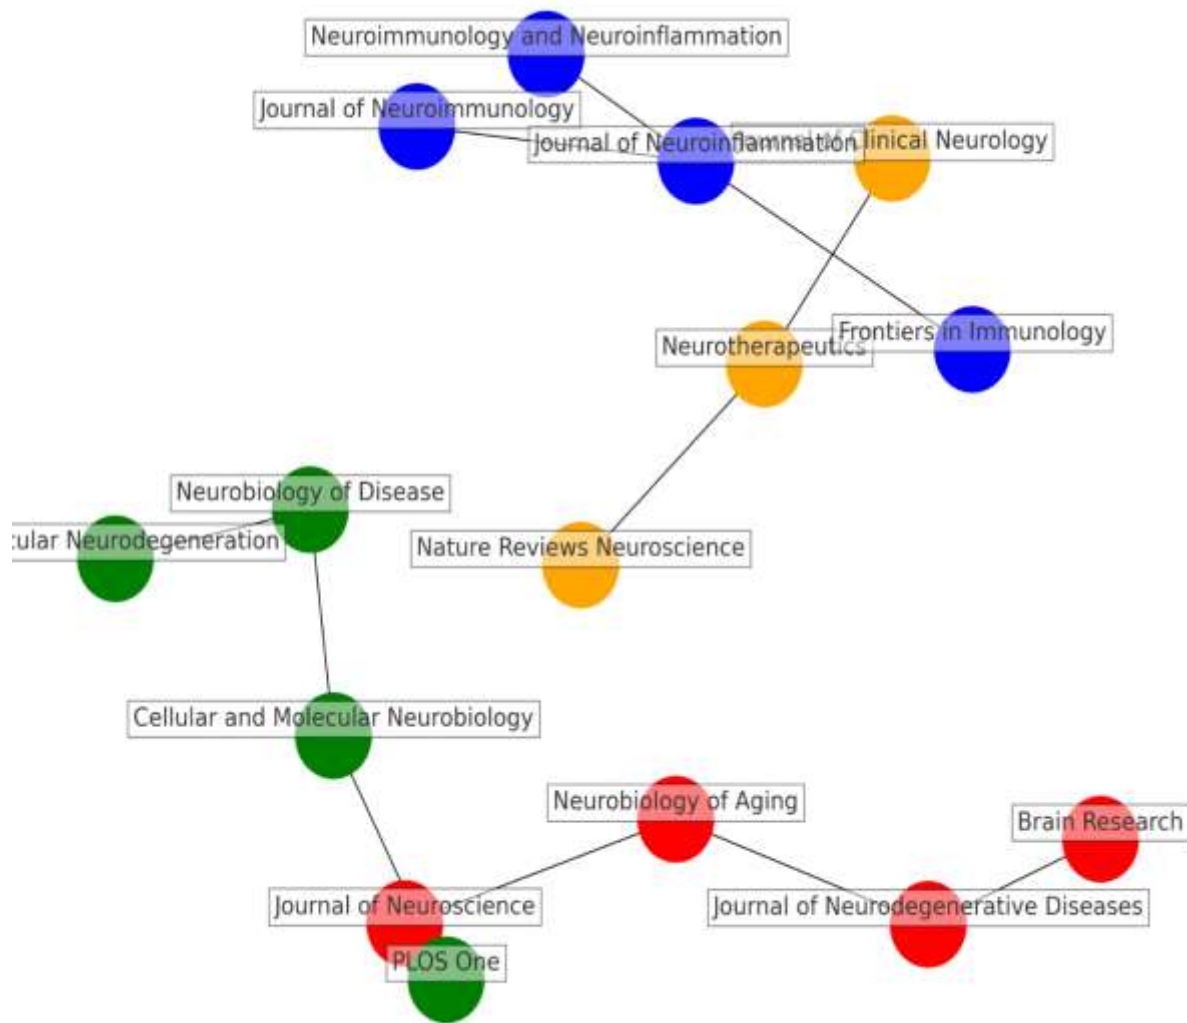 Neuroimmunology and Neuroinflammation
Journal of Neuroimmunology
Journal of Neuroinflammation
Clinical Neurology
Frontiers in Immunology
Neurotherapeutics
Neurobiology of Disease
cular Neurodegeneration
Nature Reviews Neuroscience
Cellular and Molecular Neurobiology
Neurobiology of Aging
Brain Research
Journal of Neuroscience
Journal of Neurodegenerative Diseases
PLOS One